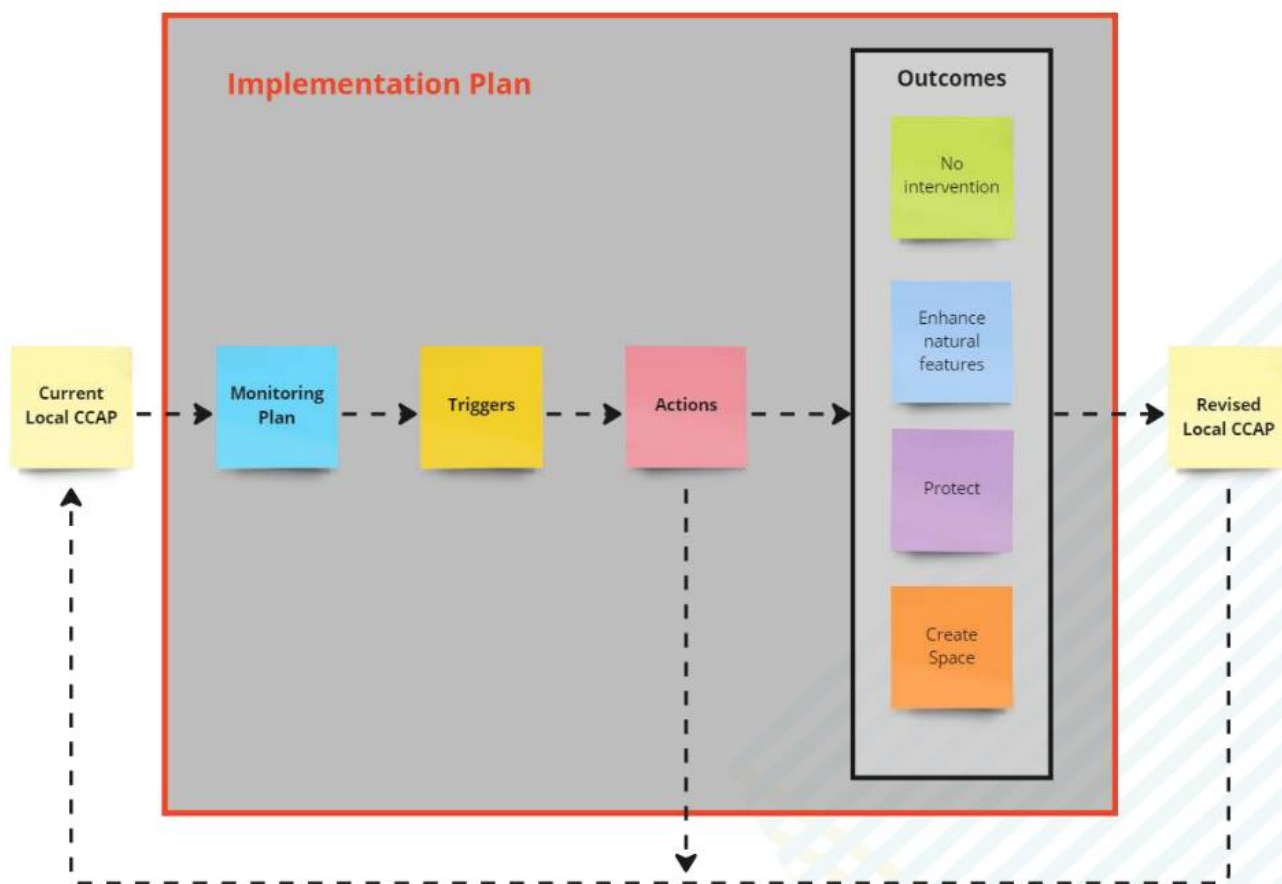 Implementation Plan
Outcomes
No
intervention
Enhance
natural
features
Protect
Create
Space
Current
Local CCAP
Monitoring
Plan
Triggers
Actions
Revised
Local CCAP